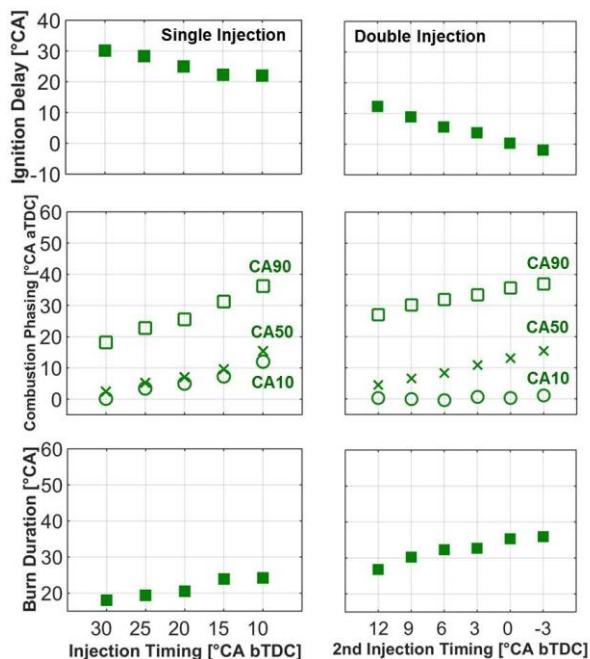 Ignition Delay [°CA]
40
30
20
10
0
-10
Single Injection
Double Injection
Combustion Phasing [°CA aTDC]
60
50
40
30
20
10
0
CA90
CA50
CA10
CA90
CA50
CA10
Burn Duration [°CA]
60
50
40
30
20
30 25 20 15 10
Injection Timing [°CA bTDC]
12 9 6 3 0 -3
2nd Injection Timing [°CA bTDC]